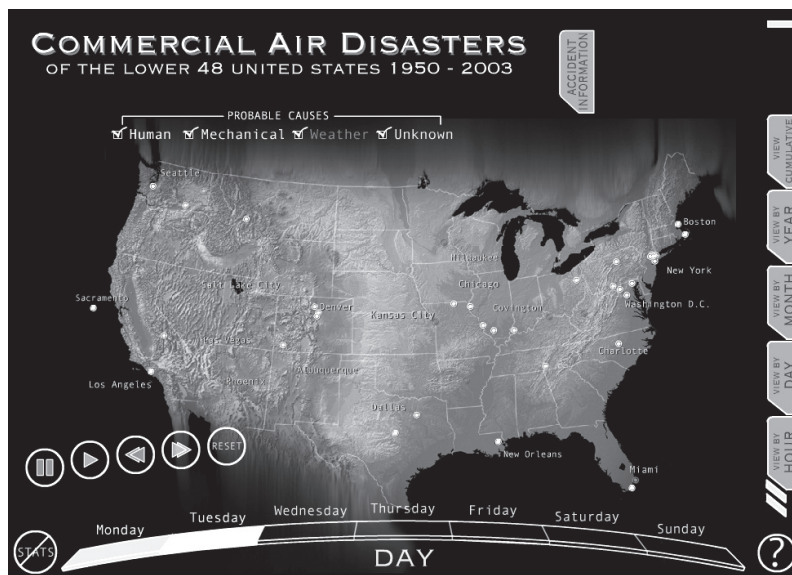 COMMERCIAL AIR DISASTERS
OF THE LOWER 48 UNITED STATES 1950 - 2003
ACCIDENT
INFORMATION
PROBABLE CAUSES
Human Mechanical Weather Unknown
VIEW
CUMULATIVE
VIEW BY
YEAR
VIEW BY
MONTH
VIEW BY
DAY
VIEW BY
HOUR
Seattle
Boston
Milwaukee
New York
Salt Lake City
Chicago
Sacramento
Denver
Covington
Washington D.C.
Kansas City
Las Vegas
Charlotte
Albuquerque
Los Angeles
Phoenix
Dallas
New Orleans
Miami
RESET
Monday
Tuesday
Wednesday
Thursday
Friday
Saturday
Sunday
STATS
DAY
?